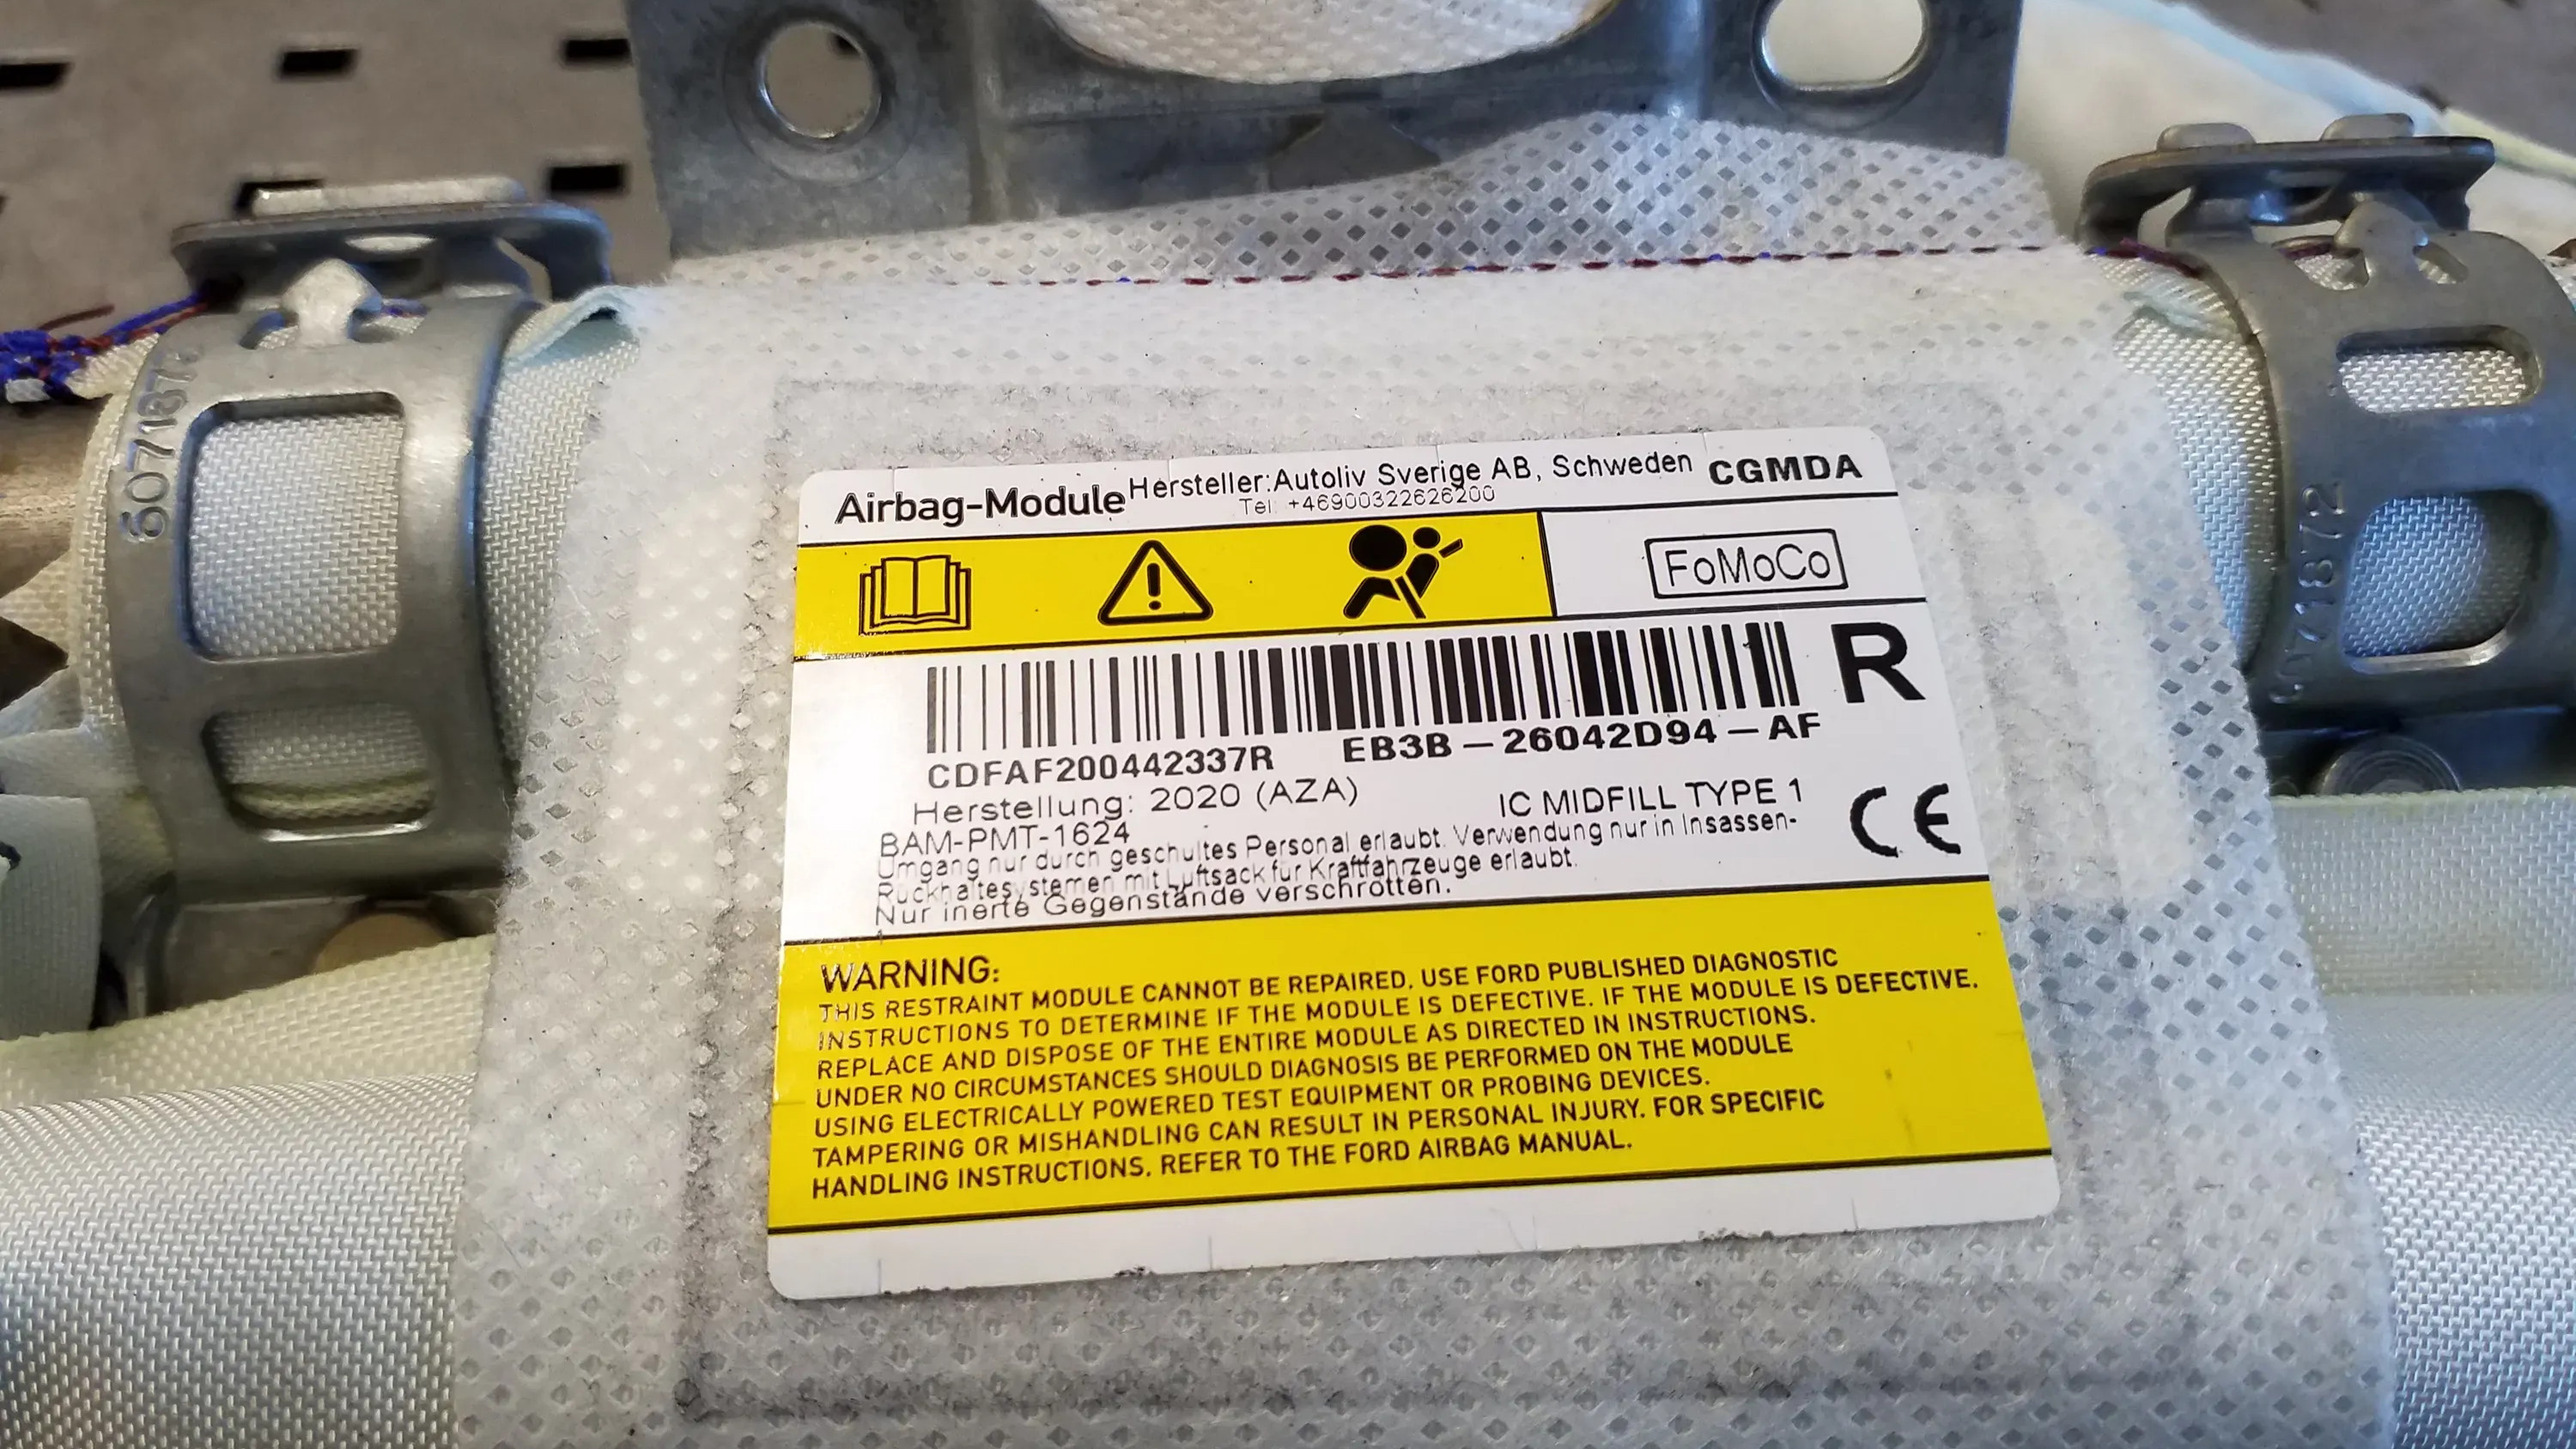 Airbag-Module Hersteller:Autoliv Sverige AB, Schweden CGMDA
Tel: +46900322626200
FoMoCo
R
CDFAF200442337R EB3B-26042D94-AF
Herstellung: 2020 (AZA) IC MIDFILL TYPE 1
CE
BAM-PMT-1624
Umgang nur durch geschultes Personal erlaubt. Verwendung nur in Insassen-
Rückhaltesystemen mit Luftsack für Kraftfahrzeuge erlaubt.
Nur inerte Gegenstände verschrotten.
WARNING:
THIS RESTRAINT MODULE CANNOT BE REPAIRED. USE FORD PUBLISHED DIAGNOSTIC
INSTRUCTIONS TO DETERMINE IF THE MODULE IS DEFECTIVE. IF THE MODULE IS DEFECTIVE.
REPLACE AND DISPOSE OF THE ENTIRE MODULE AS DIRECTED IN INSTRUCTIONS.
UNDER NO CIRCUMSTANCES SHOULD DIAGNOSIS BE PERFORMED ON THE MODULE
USING ELECTRICALLY POWERED TEST EQUIPMENT OR PROBING DEVICES.
TAMPERING OR MISHANDLING CAN RESULT IN PERSONAL INJURY. FOR SPECIFIC
HANDLING INSTRUCTIONS. REFER TO THE FORD AIRBAG MANUAL.